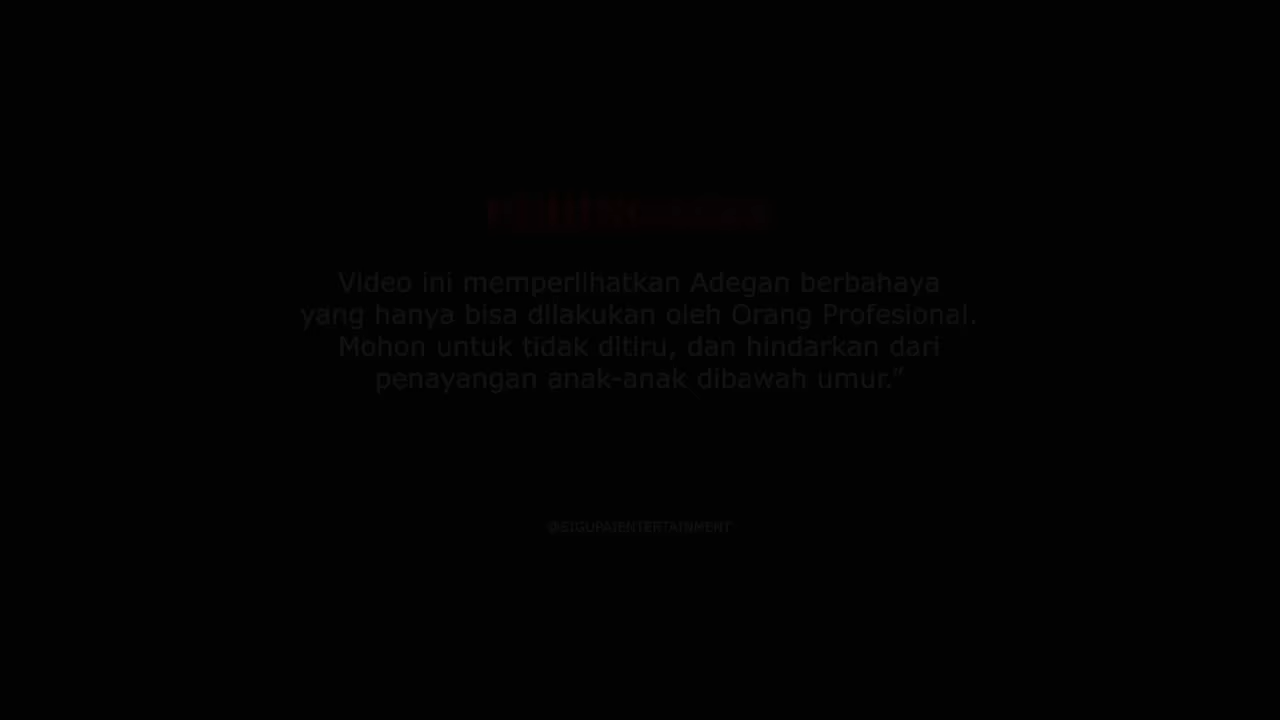 Video ini memperlihatkan Adegan berbahaya
yang hanya bisa dilakukan oleh Orang Profesional.
Mohon untuk tidak ditiru, dan hindarkan dari
penayangan anak-anak dibawah umur.”
@SIGUPAIENTERTAINMENT